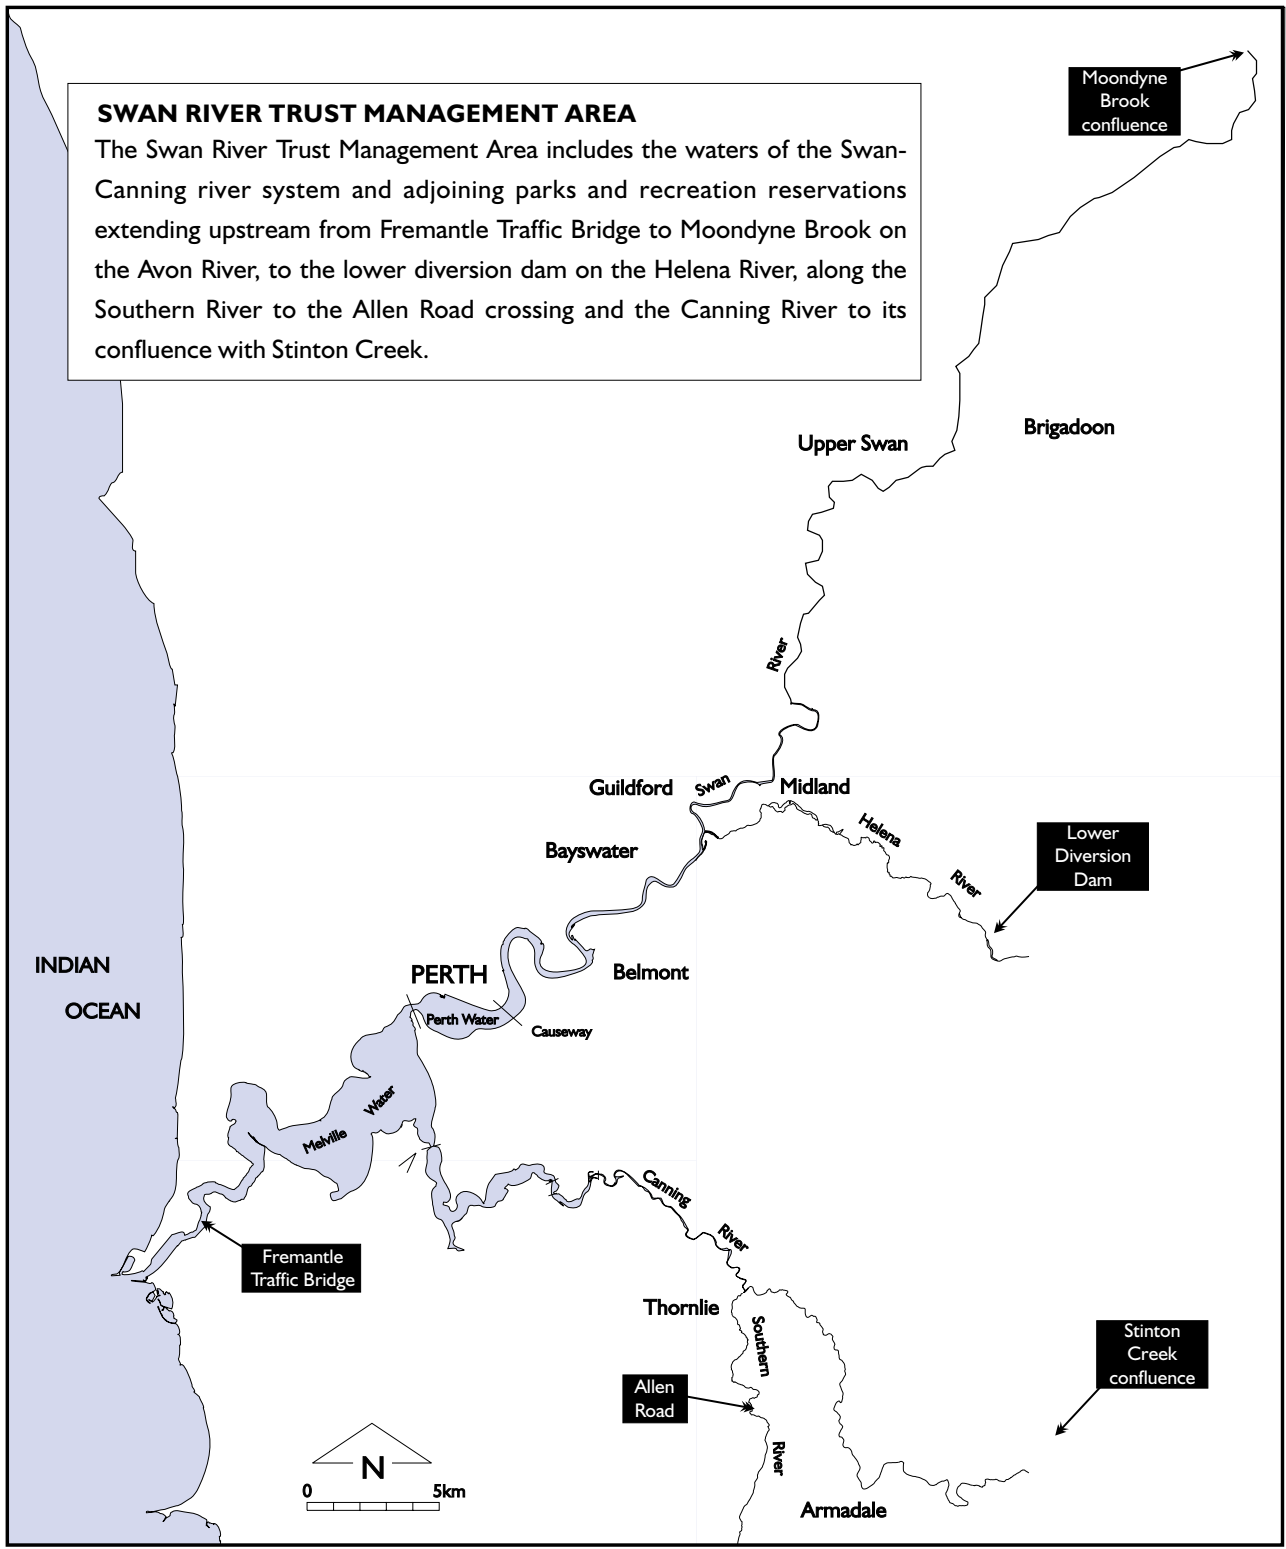 Moondyne
Brook
confluence
SWAN RIVER TRUST MANAGEMENT AREA
The Swan River Trust Management Area includes the waters of the Swan-
Canning river system and adjoining parks and recreation reservations
extending upstream from Fremantle Traffic Bridge to Moondyne Brook on
the Avon River, to the lower diversion dam on the Helena River, along the
Southern River to the Allen Road crossing and the Canning River to its
confluence with Stinton Creek.
Brigadoon
Upper Swan
River
Guildford
Swan
Midland
Helena
River
Lower
Diversion
Dam
Bayswater
INDIAN
OCEAN
PERTH
Belmont
Perth Water
Causeway
Melville
Water
Canning
River
Fremantle
Traffic Bridge
Thornlie
Southern
River
Stinton
Creek
confluence
Allen
Road
N
0
5km
Armadale